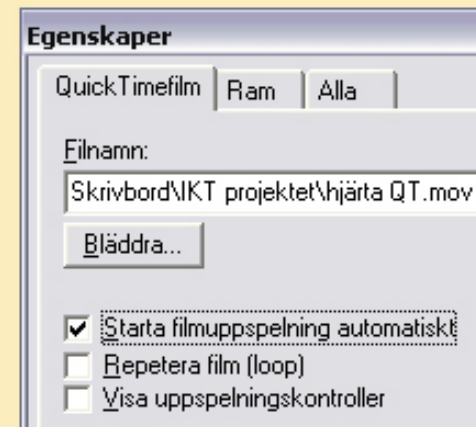 Egenskaper
QuickTimefilm Ram Alla
Filnamn:
Skrivbord\IKT projektet\hjärta QT.mov
Bläddra...
Starta filmuppspelning automatiskt
Repetera film (loop)
Visa uppspelningskontroller